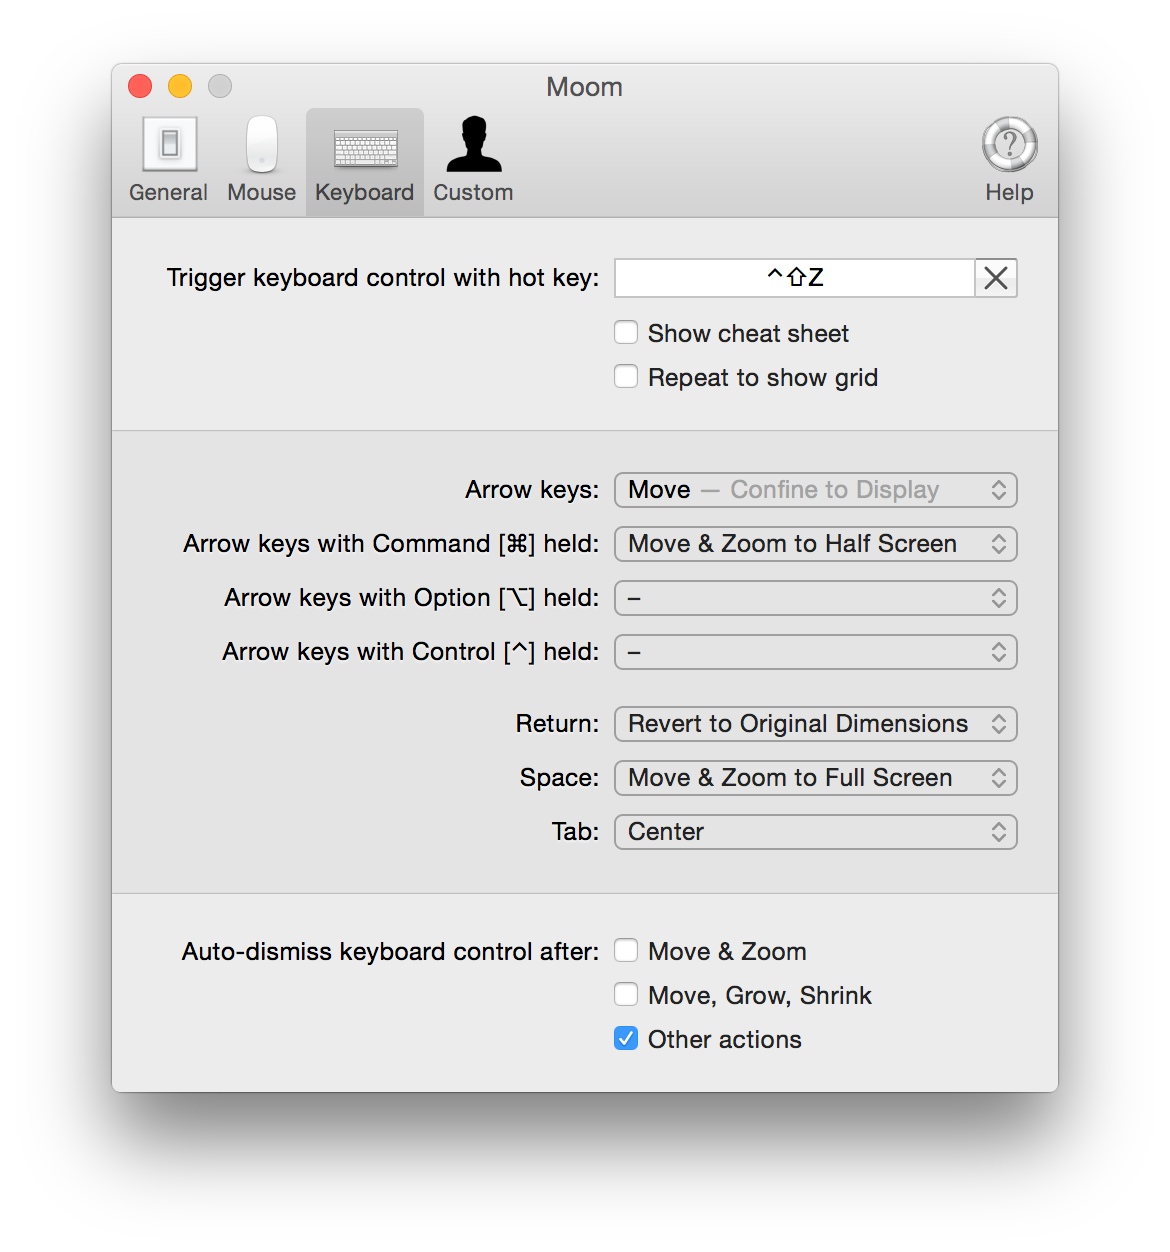 Moom
General Mouse Keyboard Custom Help
Trigger keyboard control with hot key: ^⇧Z
Show cheat sheet
Repeat to show grid
Arrow keys: Move — Confine to Display
Arrow keys with Command [⌘] held: Move & Zoom to Half Screen
Arrow keys with Option [⌥] held: –
Arrow keys with Control [^] held: –
Return: Revert to Original Dimensions
Space: Move & Zoom to Full Screen
Tab: Center
Auto-dismiss keyboard control after: Move & Zoom
Move, Grow, Shrink
Other actions